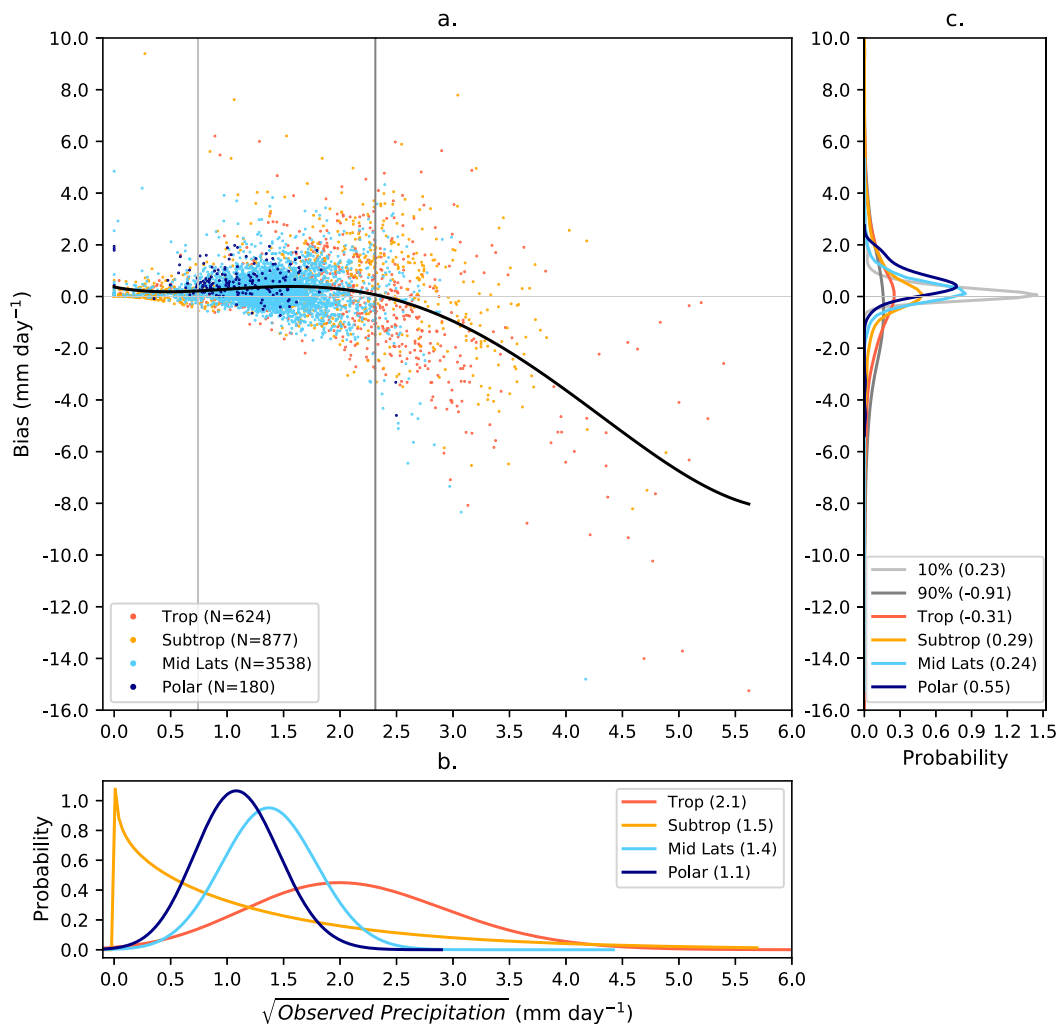 a.
10.0
8.0
6.0
4.0
2.0
0.0
-2.0
-4.0
-6.0
-8.0
-10.0
-12.0
-14.0
-16.0
Bias (mm day⁻¹)
Trop (N=624)
Subtrop (N=877)
Mid Lats (N=3538)
Polar (N=180)
0.0 0.5 1.0 1.5 2.0 2.5 3.0 3.5 4.0 4.5 5.0 5.5 6.0
c.
10.0
8.0
6.0
4.0
2.0
0.0
-2.0
-4.0
-6.0
-8.0
-10.0
-12.0
-14.0
-16.0
10% (0.23)
90% (-0.91)
Trop (-0.31)
Subtrop (0.29)
Mid Lats (0.24)
Polar (0.55)
0.0 0.3 0.6 0.9 1.2 1.5
Probability
b.
1.0
0.8
0.6
0.4
0.2
0.0
Probability
Trop (2.1)
Subtrop (1.5)
Mid Lats (1.4)
Polar (1.1)
0.0 0.5 1.0 1.5 2.0 2.5 3.0 3.5 4.0 4.5 5.0 5.5 6.0
√Observed Precipitation (mm day⁻¹)